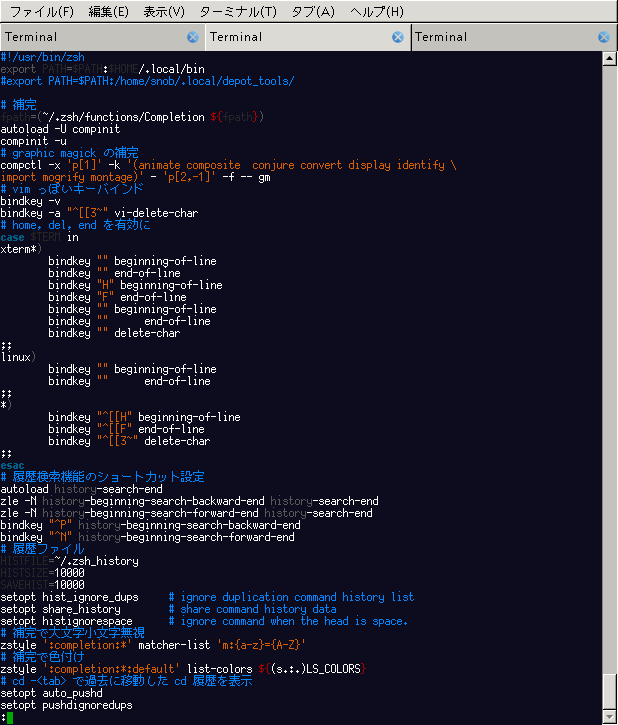 ファイル(F) 編集(E) 表示(V) ターミナル(T) タブ(A) ヘルプ(H)
Terminal Terminal Terminal
#!/usr/bin/zsh
export PATH=$PATH:$HOME/.local/bin
#export PATH=$PATH:/home/snob/.local/depot_tools/
# 補完
fpath=(~/.zsh/functions/Completion ${fpath})
autoload -U compinit
compinit -u
# graphic magick の補完
compctl -x 'p[1]' -k '(animate composite  conjure convert display identify \
import mogrify montage)' - 'p[2,-1]' -f -- gm
# vim っぽいキーバインド
bindkey -v
bindkey -a "^[[3~" vi-delete-char
# home, del, end を有効に
case $TERM in
xterm*)
bindkey "" beginning-of-line
bindkey "" end-of-line
bindkey "H" beginning-of-line
bindkey "F" end-of-line
bindkey "" beginning-of-line
bindkey "" end-of-line
bindkey "" delete-char
;;
linux)
bindkey "" beginning-of-line
bindkey "" end-of-line
;;
*)
bindkey "^[[H" beginning-of-line
bindkey "^[[F" end-of-line
bindkey "^[[3~" delete-char
;;
esac
# 履歴検索機能のショートカット設定
autoload history-search-end
zle -N history-beginning-search-backward-end history-search-end
zle -N history-beginning-search-forward-end history-search-end
bindkey "^P" history-beginning-search-backward-end
bindkey "^N" history-beginning-search-forward-end
# 履歴ファイル
HISTFILE=~/.zsh_history
HISTSIZE=10000
SAVEHIST=10000
setopt hist_ignore_dups # ignore duplication command history list
setopt share_history # share command history data
setopt histignorespace # ignore command when the head is space.
# 補完で大文字小文字無視
zstyle ':completion:*' matcher-list 'm:{a-z}={A-Z}'
# 補完で色付け
zstyle ':completion:*:default' list-colors ${(s.:.)LS_COLORS}
# cd -<tab> で過去に移動した cd 履歴を表示
setopt auto_pushd
setopt pushdignoredups
: